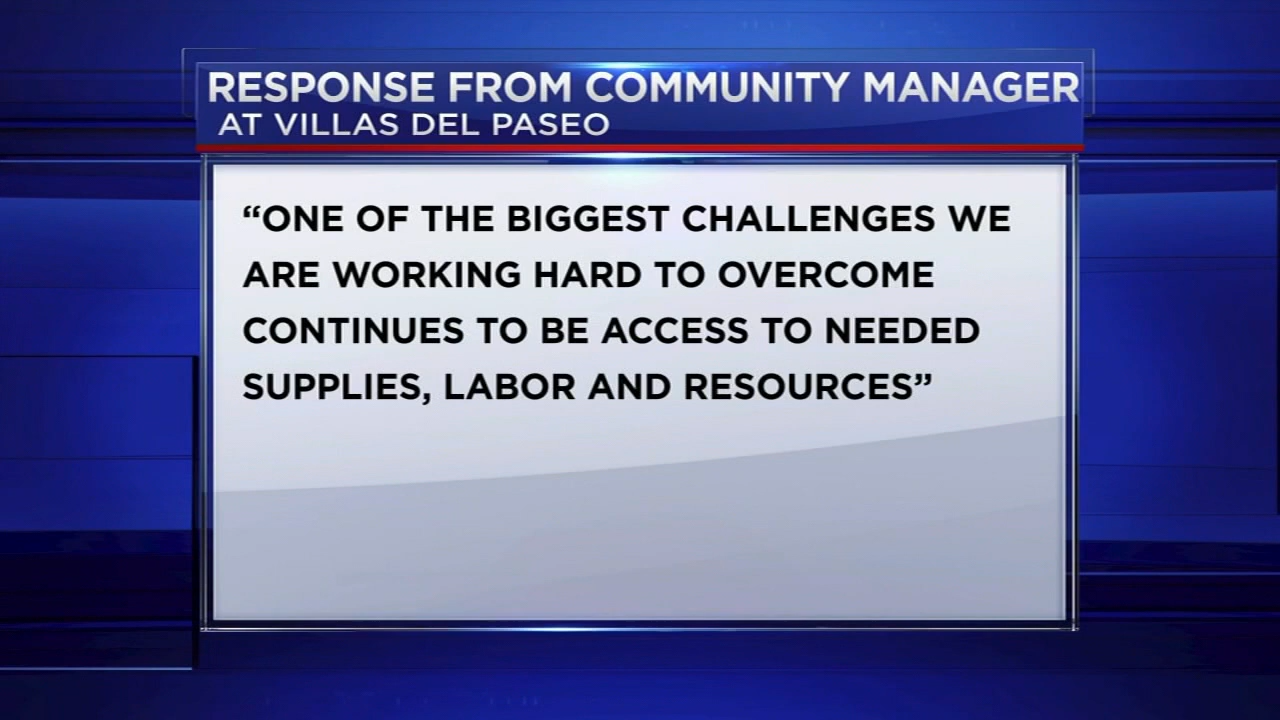 RESPONSE FROM COMMUNITY MANAGER
AT VILLAS DEL PASEO
“ONE OF THE BIGGEST CHALLENGES WE
ARE WORKING HARD TO OVERCOME
CONTINUES TO BE ACCESS TO NEEDED
SUPPLIES, LABOR AND RESOURCES”